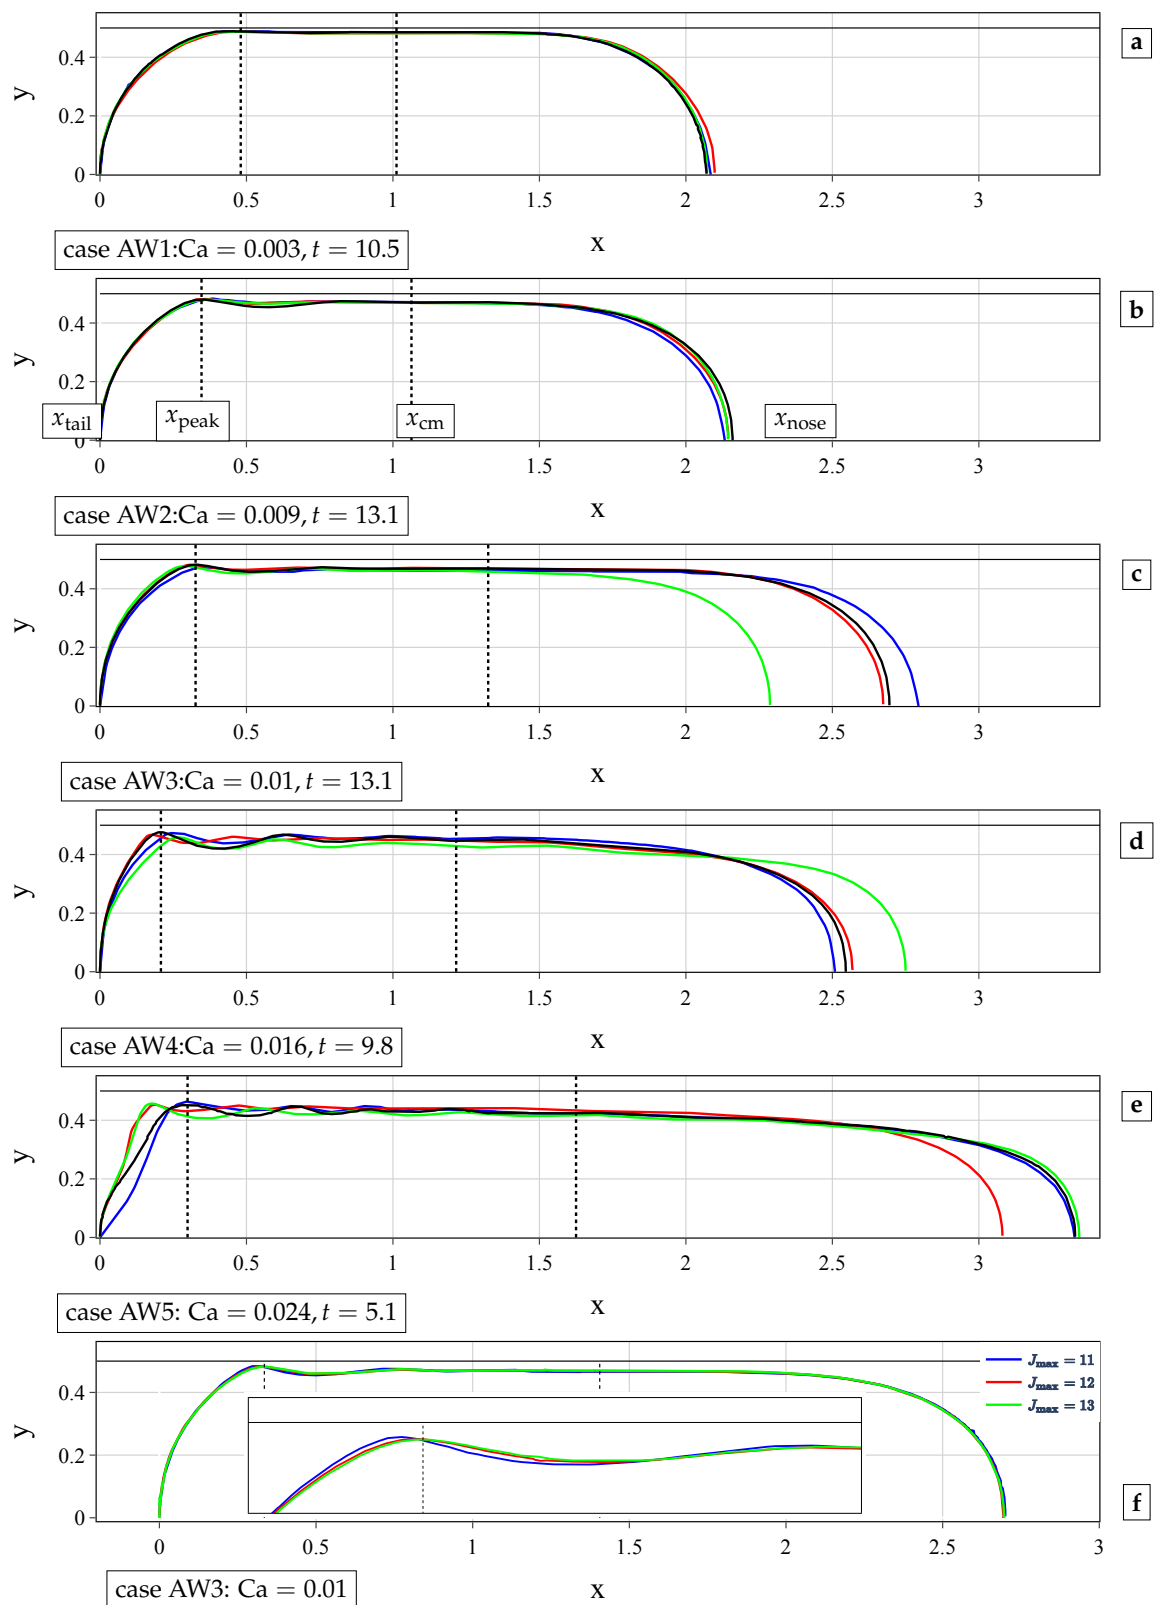 0.4
0.2
0
y
a
0 0.5 1 1.5 2 2.5 3
x
case AW1:Ca = 0.003, t = 10.5
0.4
0.2
0
y
b
x_tail x_peak x_cm x_nose
0 0.5 1 1.5 2 2.5 3
x
case AW2:Ca = 0.009, t = 13.1
0.4
0.2
0
y
c
0 0.5 1 1.5 2 2.5 3
x
case AW3:Ca = 0.01, t = 13.1
0.4
0.2
0
y
d
0 0.5 1 1.5 2 2.5 3
x
case AW4:Ca = 0.016, t = 9.8
0.4
0.2
0
y
e
0 0.5 1 1.5 2 2.5 3
x
case AW5: Ca = 0.024, t = 5.1
J_max = 11
J_max = 12
J_max = 13
0.4
0.2
0
y
f
0 0.5 1 1.5 2 2.5 3
x
case AW3: Ca = 0.01